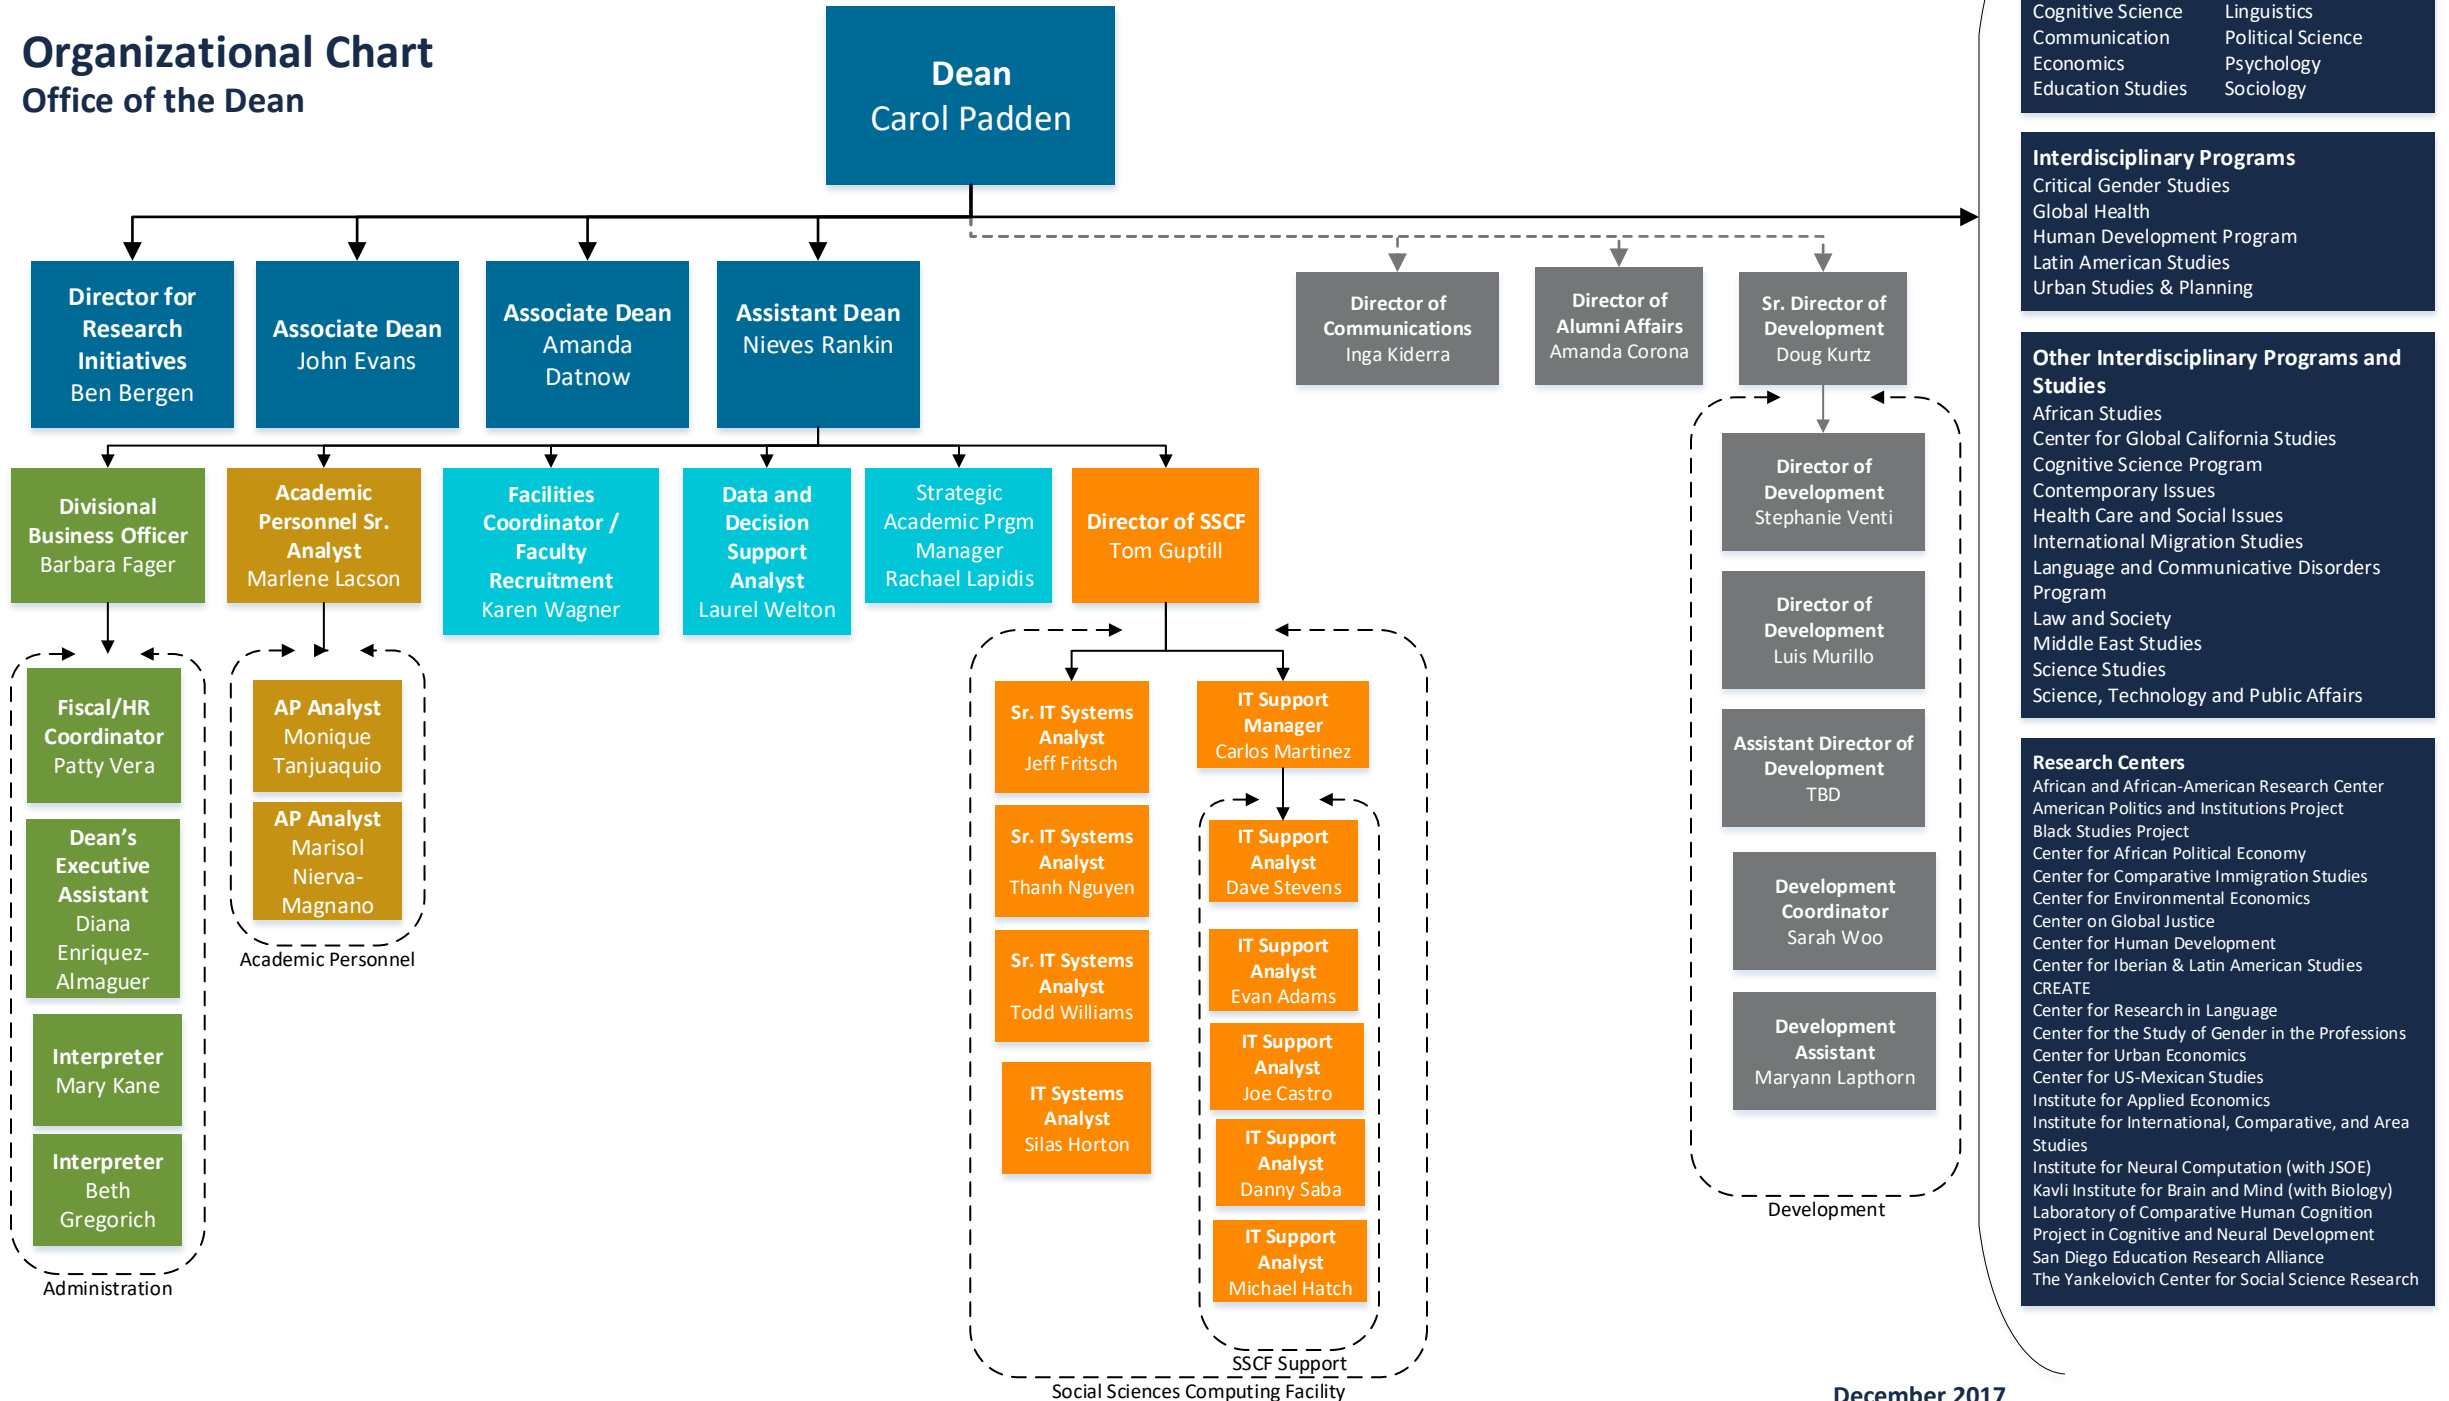 Organizational Chart
Office of the Dean
Dean
Carol Padden
Director for
Research
Initiatives
Ben Bergen
Associate Dean
John Evans
Associate Dean
Amanda
Datnow
Assistant Dean
Nieves Rankin
Director of
Communications
Inga Kiderra
Director of
Alumni Affairs
Amanda Corona
Sr. Director of
Development
Doug Kurtz
Divisional
Business Officer
Barbara Fager
Academic
Personnel Sr.
Analyst
Marlene Lacson
Facilities
Coordinator /
Faculty
Recruitment
Karen Wagner
Data and
Decision
Support
Analyst
Laurel Welton
Strategic
Academic Prgm
Manager
Rachael Lapidis
Director of SSCF
Tom Guptill
Fiscal/HR
Coordinator
Patty Vera
Dean’s
Executive
Assistant
Diana
Enriquez-
Almaguer
Interpreter
Mary Kane
Interpreter
Beth
Gregorich
Administration
AP Analyst
Monique
Tanjuaquio
AP Analyst
Marisol
Nierva-
Magnano
Academic Personnel
Sr. IT Systems
Analyst
Jeff Fritsch
Sr. IT Systems
Analyst
Thanh Nguyen
Sr. IT Systems
Analyst
Todd Williams
IT Systems
Analyst
Silas Horton
IT Support
Manager
Carlos Martinez
IT Support
Analyst
Dave Stevens
IT Support
Analyst
Evan Adams
IT Support
Analyst
Joe Castro
IT Support
Analyst
Danny Saba
IT Support
Analyst
Michael Hatch
SSCF Support
Social Sciences Computing Facility
Director of
Development
Stephanie Venti
Director of
Development
Luis Murillo
Assistant Director of
Development
TBD
Development
Coordinator
Sarah Woo
Development
Assistant
Maryann Lapthorn
Development
Cognitive Science Linguistics
Communication Political Science
Economics Psychology
Education Studies Sociology
Interdisciplinary Programs
Critical Gender Studies
Global Health
Human Development Program
Latin American Studies
Urban Studies & Planning
Other Interdisciplinary Programs and
Studies
African Studies
Center for Global California Studies
Cognitive Science Program
Contemporary Issues
Health Care and Social Issues
International Migration Studies
Language and Communicative Disorders
Program
Law and Society
Middle East Studies
Science Studies
Science, Technology and Public Affairs
Research Centers
African and African-American Research Center
American Politics and Institutions Project
Black Studies Project
Center for African Political Economy
Center for Comparative Immigration Studies
Center for Environmental Economics
Center on Global Justice
Center for Human Development
Center for Iberian & Latin American Studies
CREATE
Center for Research in Language
Center for the Study of Gender in the Professions
Center for Urban Economics
Center for US-Mexican Studies
Institute for Applied Economics
Institute for International, Comparative, and Area
Studies
Institute for Neural Computation (with JSOE)
Kavli Institute for Brain and Mind (with Biology)
Laboratory of Comparative Human Cognition
Project in Cognitive and Neural Development
San Diego Education Research Alliance
The Yankelovich Center for Social Science Research
December 2017